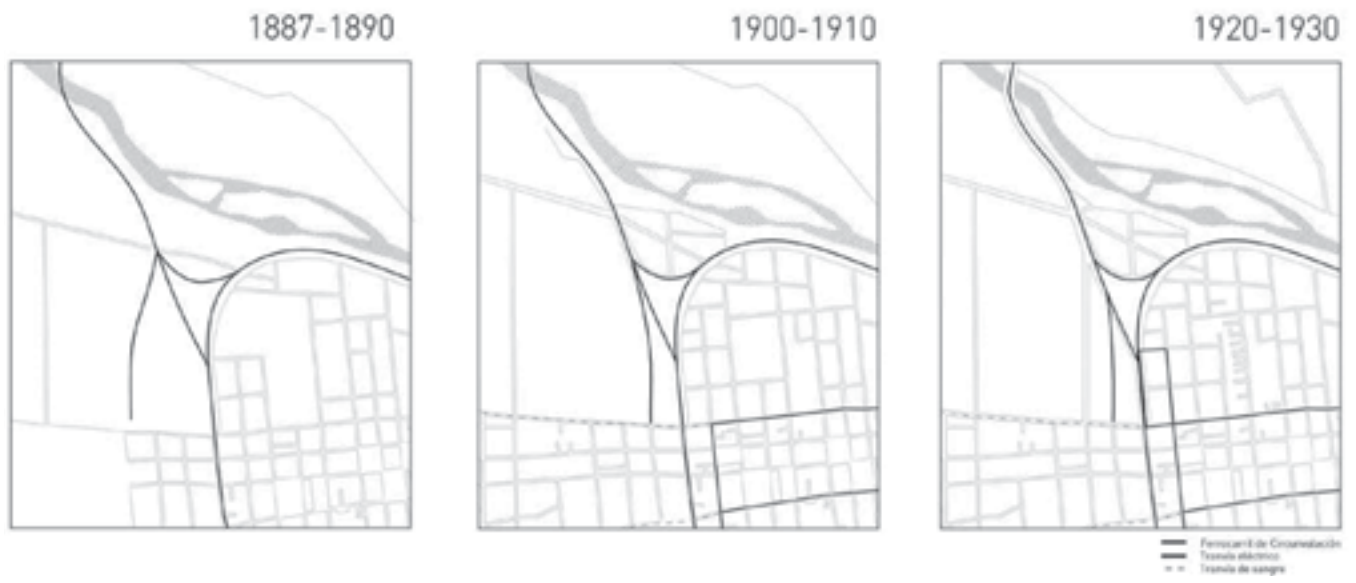 1887-1890
1900-1910
1920-1930
Ferrocarril de Circunvalación
Tranvía eléctrico
Tranvía de sangre